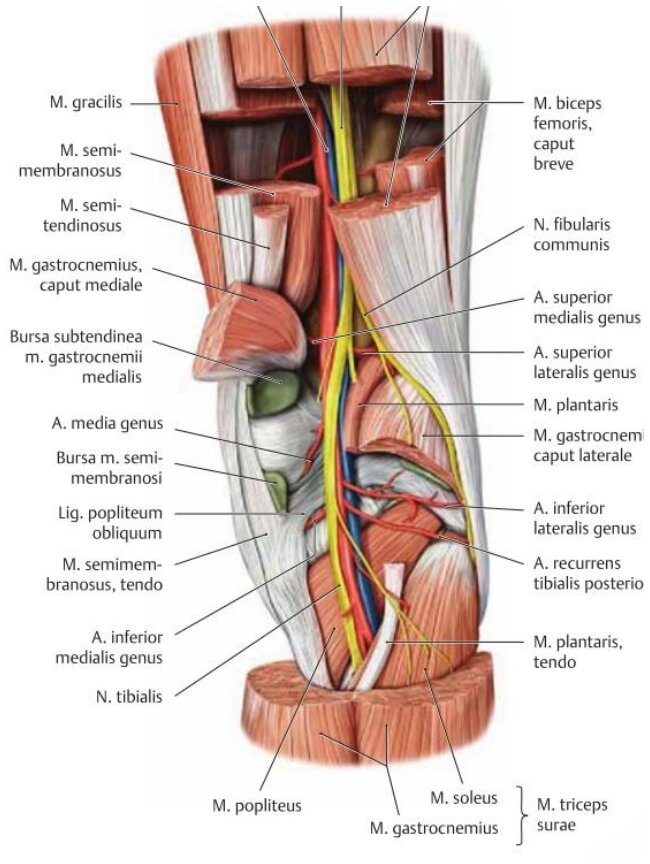 M. gracilis
M. semi-
membranosus
M. semi-
tendinosus
M. gastrocnemius,
caput mediale
Bursa subtendinea
m. gastrocnemii
medialis
A. media genus
Bursa m. semi-
membranosi
Lig. popliteum
obliquum
M. semimem-
branosus, tendo
A. inferior
medialis genus
N. tibialis
M. biceps
femoris,
caput
breve
N. fibularis
communis
A. superior
medialis genus
A. superior
lateralis genus
M. plantaris
M. gastrocnemi
caput laterale
A. inferior
lateralis genus
A. recurrens
tibialis posterio
M. plantaris,
tendo
M. popliteus
M. soleus
M. gastrocnemius
M. triceps
surae